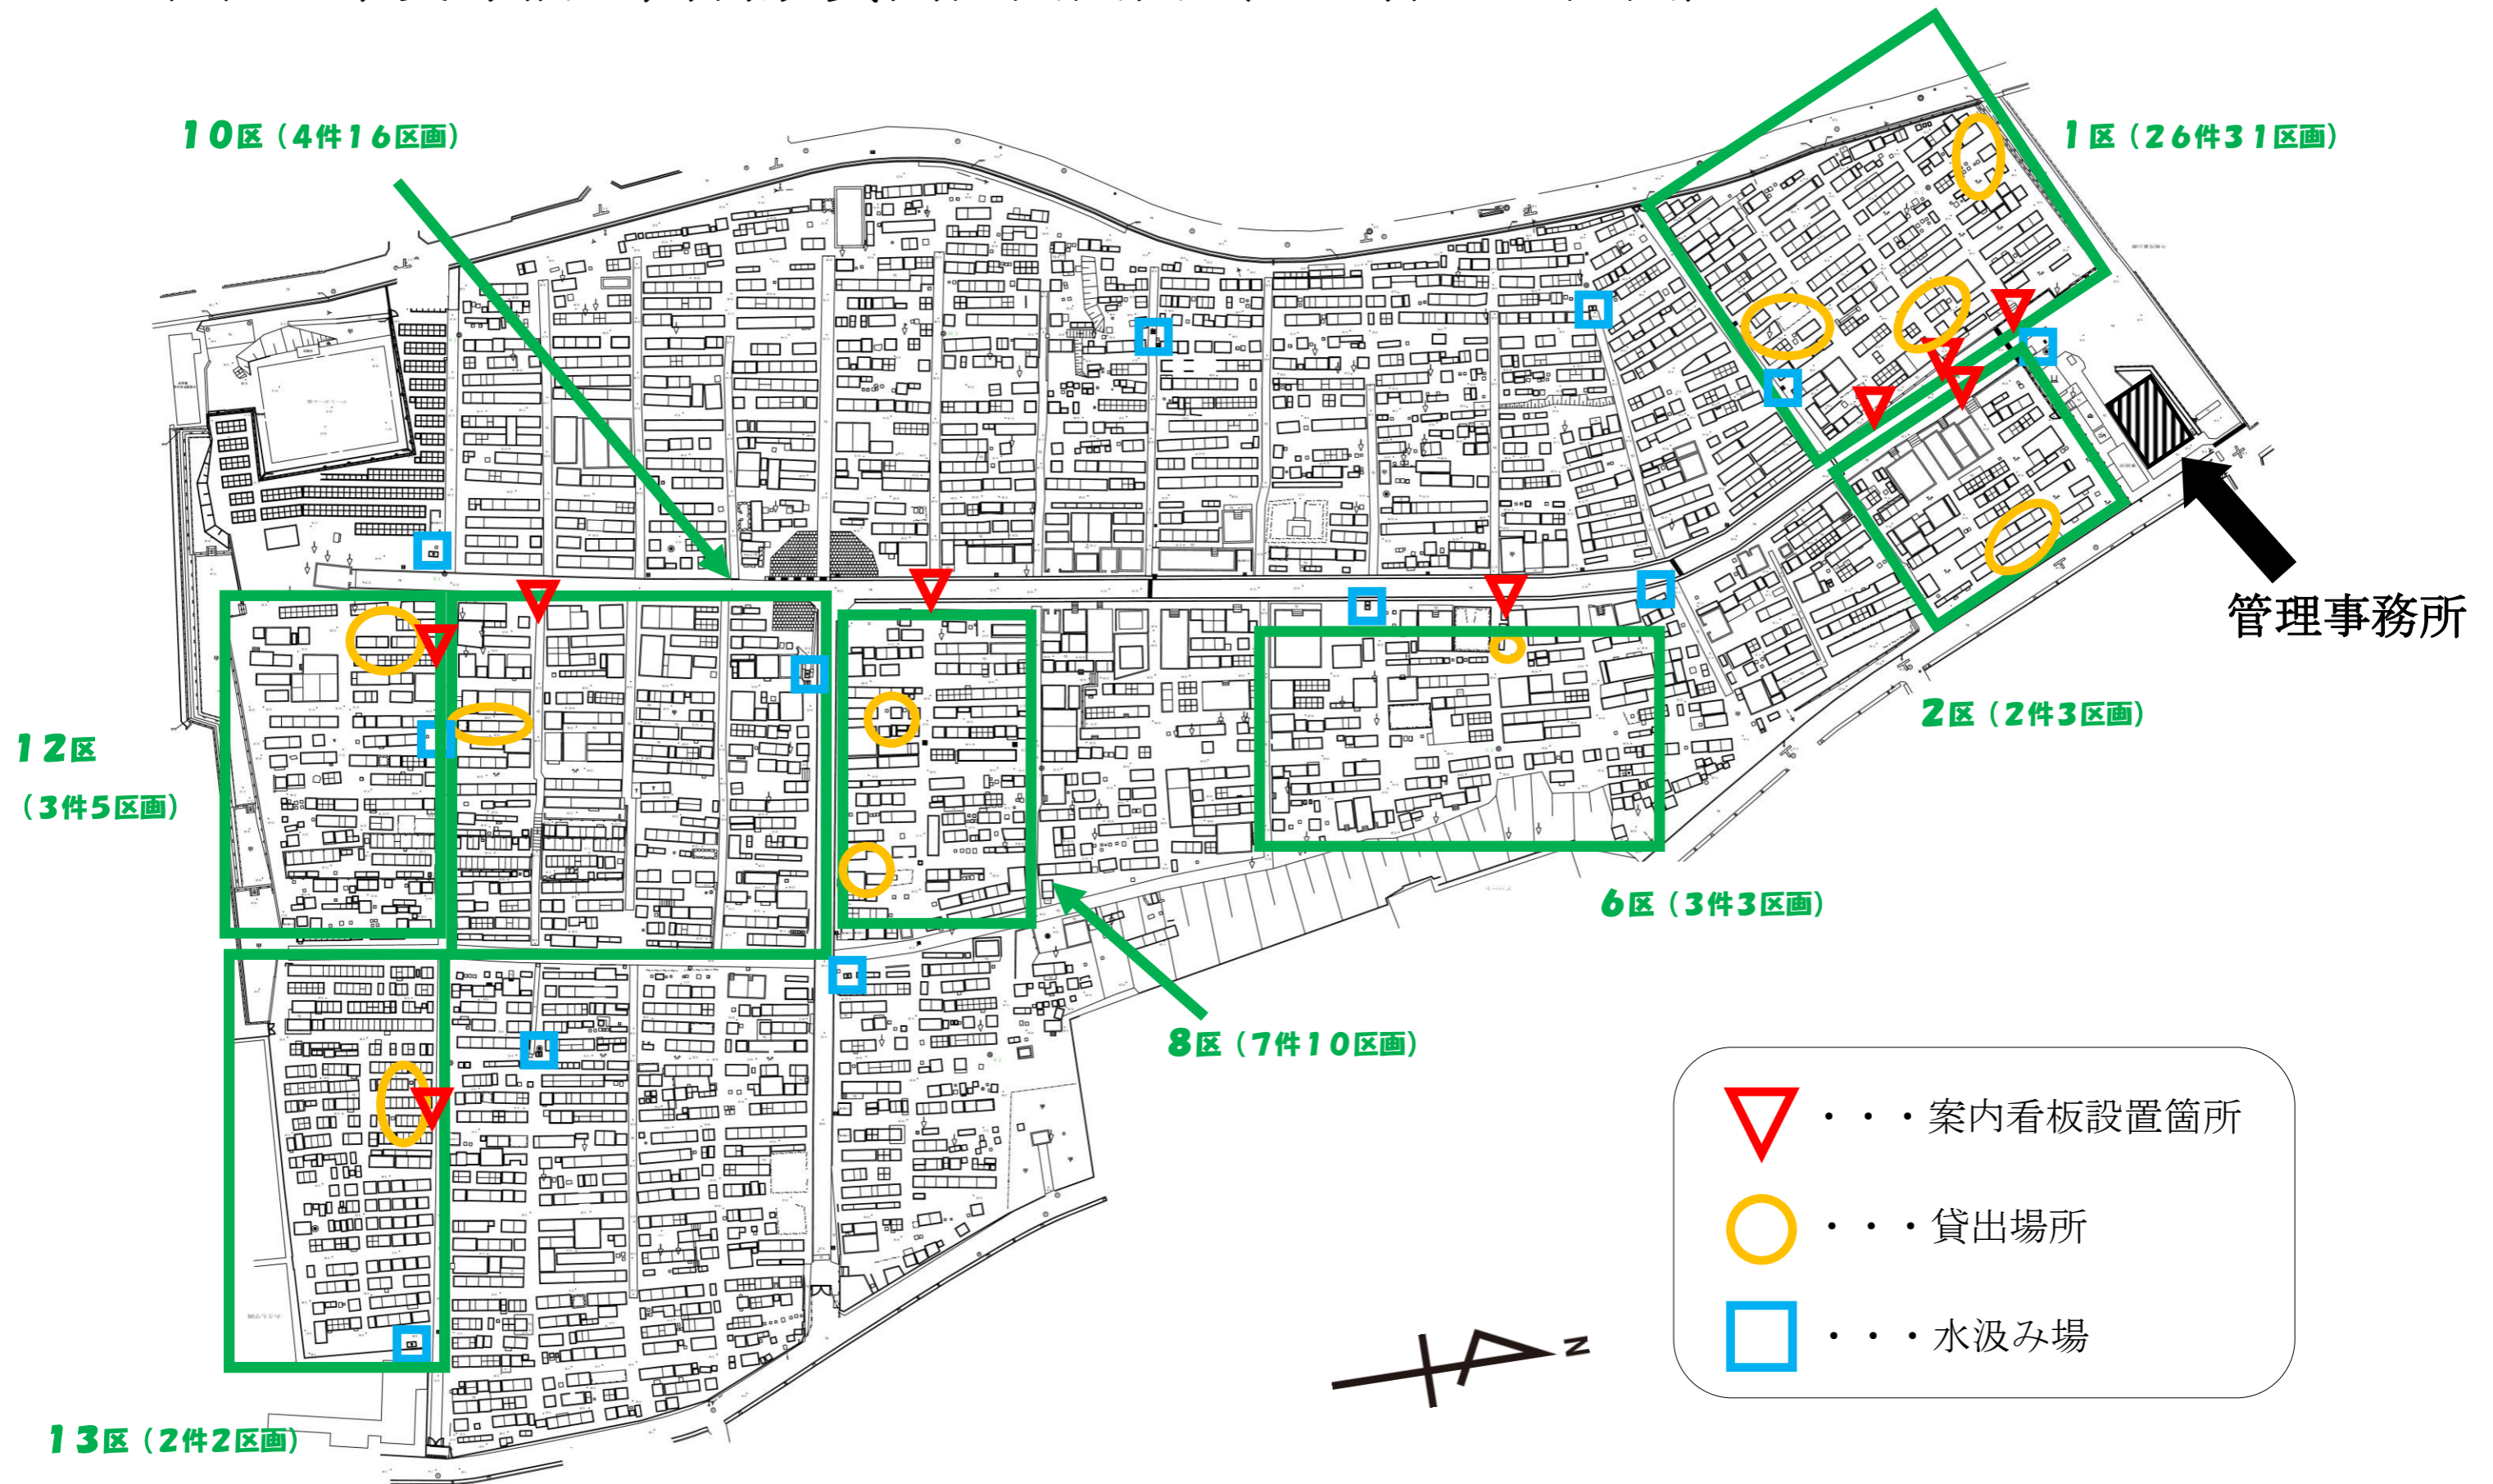 10区（4件16区画）
1区（26件31区画）
管理事務所
2区（2件3区画）
12区
（3件5区画）
6区（3件3区画）
8区（7件10区画）
13区（2件2区画）
・・・案内看板設置箇所
・・・貸出場所
・・・水汲み場
N